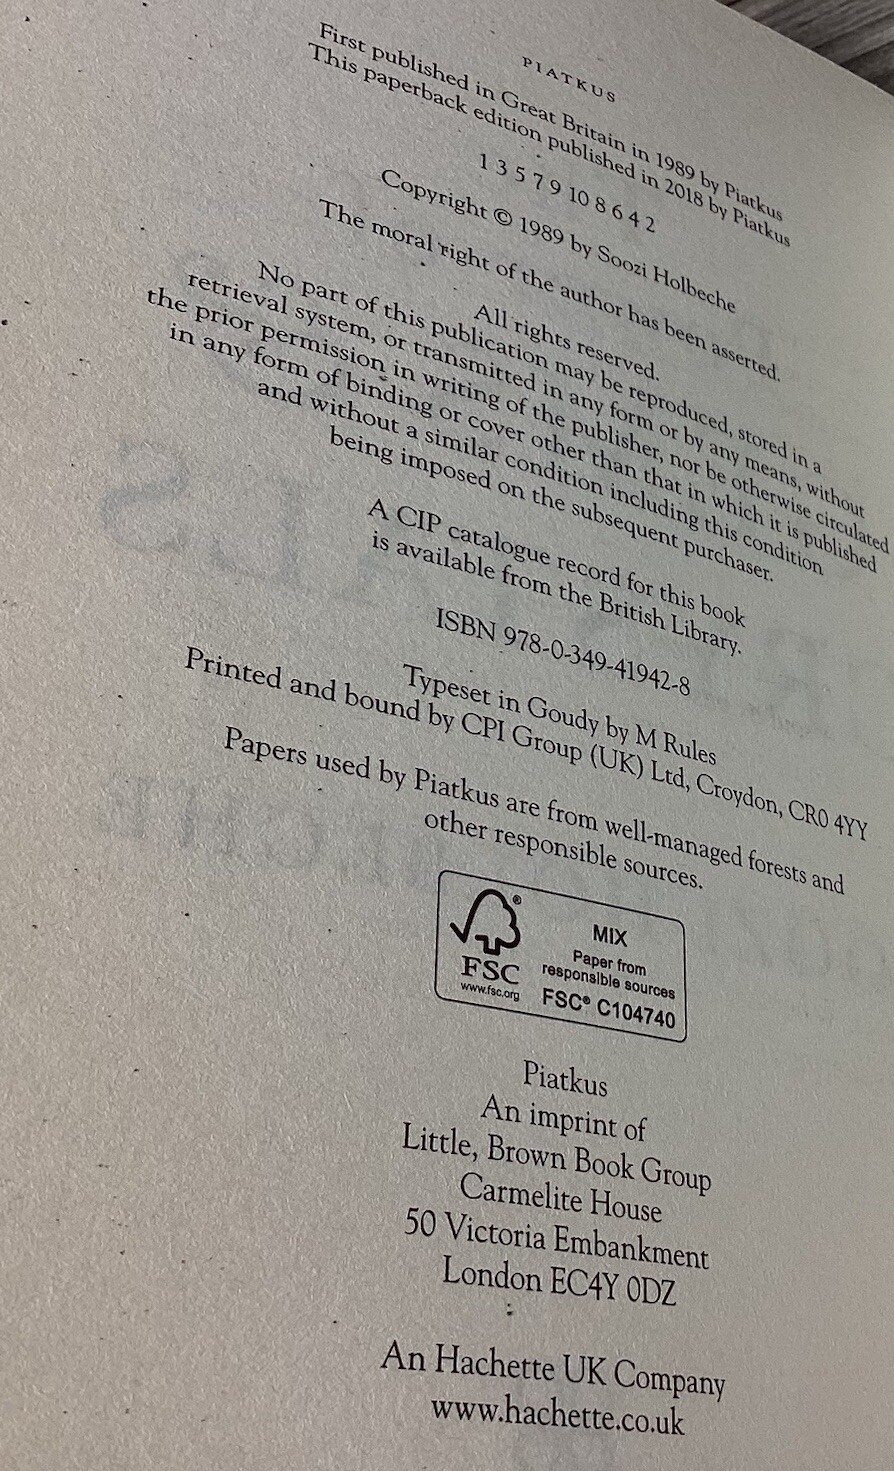 PIATKUS
First published in Great Britain in 1989 by Piatkus
This paperback edition published in 2018 by Piatkus
1 3 5 7 9 10 8 6 4 2
Copyright © 1989 by Soozi Holbeche
The moral right of the author has been asserted.
All rights reserved.
No part of this publication may be reproduced, stored in a
retrieval system, or transmitted in any form or by any means, without
the prior permission in writing of the publisher, nor be otherwise circulated
in any form of binding or cover other than that in which it is published
and without a similar condition including this condition
being imposed on the subsequent purchaser.
A CIP catalogue record for this book
is available from the British Library.
ISBN 978-0-349-41942-8
Typeset in Goudy by M Rules
Printed and bound by CPI Group (UK) Ltd, Croydon, CR0 4YY
Papers used by Piatkus are from well-managed forests and
other responsible sources.
®
FSC
www.fsc.org
MIX
Paper from
responsible sources
FSC® C104740
Piatkus
An imprint of
Little, Brown Book Group
Carmelite House
50 Victoria Embankment
London EC4Y 0DZ
An Hachette UK Company
www.hachette.co.uk